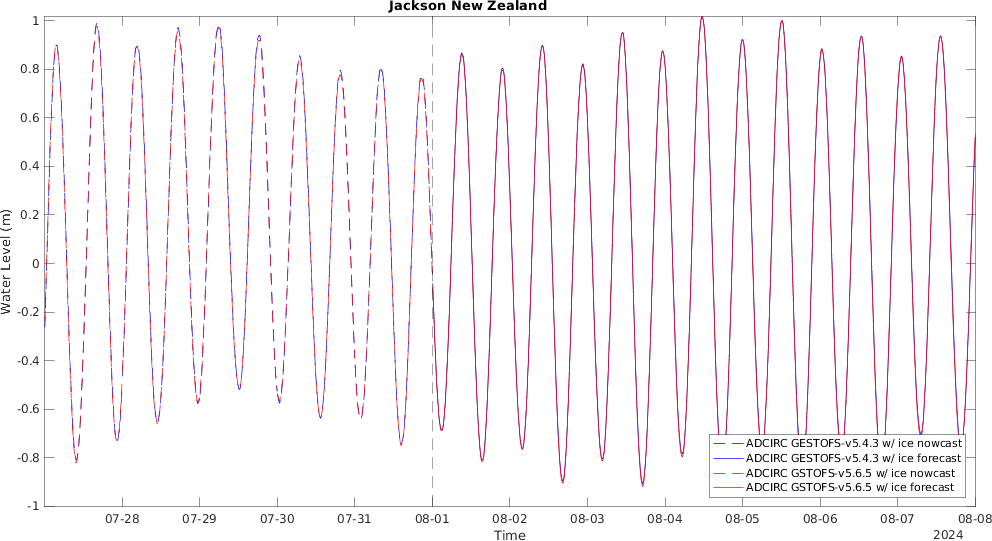 Jackson New Zealand
1
0.8
0.6
0.4
0.2
0
-0.2
-0.4
-0.6
-0.8
-1
Water Level (m)
ADCIRC GESTOFS-v5.4.3 w/ ice nowcast
ADCIRC GESTOFS-v5.4.3 w/ ice forecast
ADCIRC GSTOFS-v5.6.5 w/ ice nowcast
ADCIRC GSTOFS-v5.6.5 w/ ice forecast
07-28 07-29 07-30 07-31 08-01 08-02 08-03 08-04 08-05 08-06 08-07 08-08
Time
2024